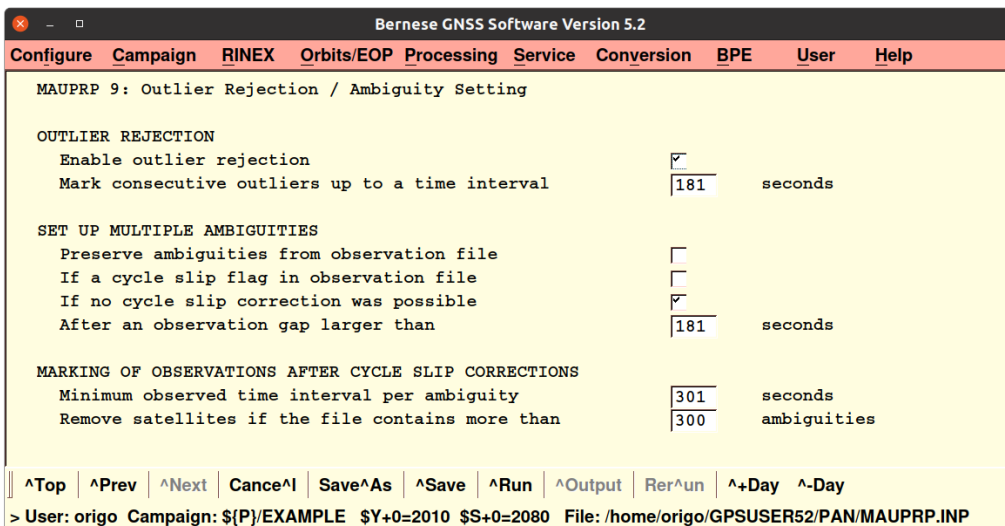 Bernese GNSS Software Version 5.2
Configure Campaign RINEX Orbits/EOP Processing Service Conversion BPE User Help
MAUPRP 9: Outlier Rejection / Ambiguity Setting
OUTLIER REJECTION
Enable outlier rejection
Mark consecutive outliers up to a time interval 181 seconds
SET UP MULTIPLE AMBIGUITIES
Preserve ambiguities from observation file
If a cycle slip flag in observation file
If no cycle slip correction was possible
After an observation gap larger than 181 seconds
MARKING OF OBSERVATIONS AFTER CYCLE SLIP CORRECTIONS
Minimum observed time interval per ambiguity 301 seconds
Remove satellites if the file contains more than 300 ambiguities
^Top ^Prev ^Next Cance^l Save^As ^Save ^Run ^Output Rer^un ^+Day ^-Day
> User: origo Campaign: ${P}/EXAMPLE $Y+0=2010 $S+0=2080 File: /home/origo/GPSUSER52/PAN/MAUPRP.INP